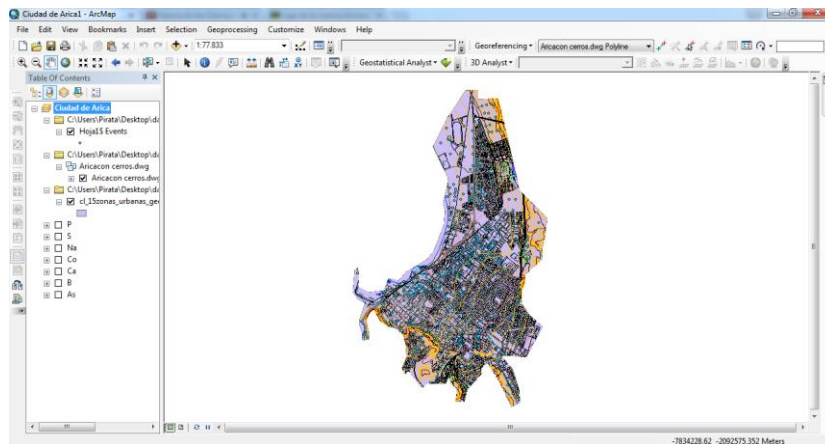 Ciudad de Arica1 - ArcMap
File Edit View Bookmarks Insert Selection Geoprocessing Customize Windows Help
1:77.833
Georeferencing Aricacon cerros.dwg Polyline
Geostatistical Analyst 3D Analyst
Table Of Contents
Ciudad de Arica
C:\Users\Pirata\Desktop\da
Hoja1$ Events
C:\Users\Pirata\Desktop\da
Aricacon cerros.dwg
Aricacon cerros.dwg
C:\Users\Pirata\Desktop\da
cl_15zonas_urbanas_geo
P
S
Na
Co
Ca
B
As
-7834228.62 -2092575.352 Meters